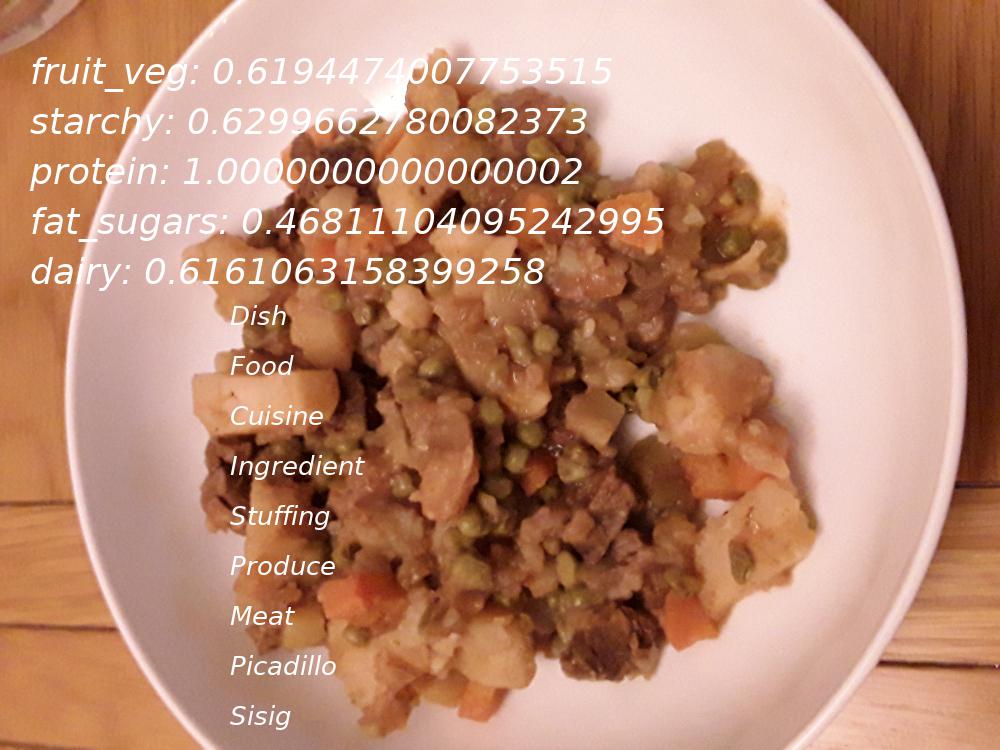 fruit_veg: 0.6194474007753515
starchy: 0.6299662780082373
protein: 1.0000000000000002
fat_sugars: 0.46811104095242995
dairy: 0.6161063158399258
Dish
Food
Cuisine
Ingredient
Stuffing
Produce
Meat
Picadillo
Sisig